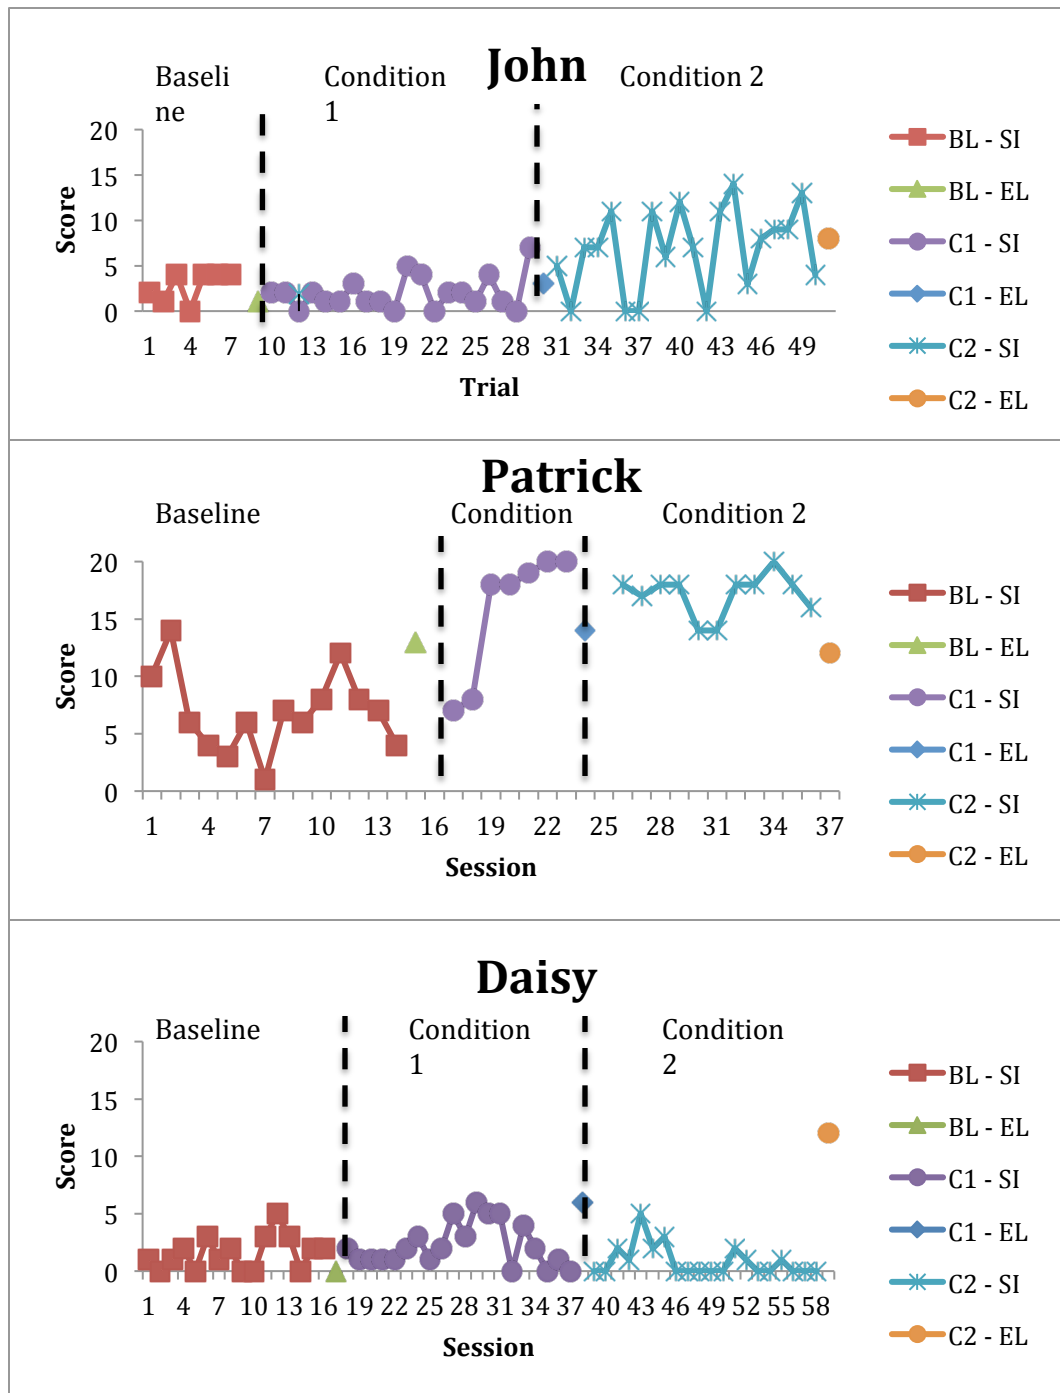 John
Baseli
ne
Condition
1
Condition 2
20
15
10
5
0
Score
1 4 7 10 13 16 19 22 25 28 31 34 37 40 43 46 49
Trial
BL - SI
BL - EL
C1 - SI
C1 - EL
C2 - SI
C2 - EL
Patrick
Baseline
Condition
Condition 2
20
15
10
5
0
Score
1 4 7 10 13 16 19 22 25 28 31 34 37
Session
BL - SI
BL - EL
C1 - SI
C1 - EL
C2 - SI
C2 - EL
Daisy
Baseline
Condition
1
Condition
2
20
15
10
5
0
Score
1 4 7 10 13 16 19 22 25 28 31 34 37 40 43 46 49 52 55 58
Session
BL - SI
BL - EL
C1 - SI
C1 - EL
C2 - SI
C2 - EL